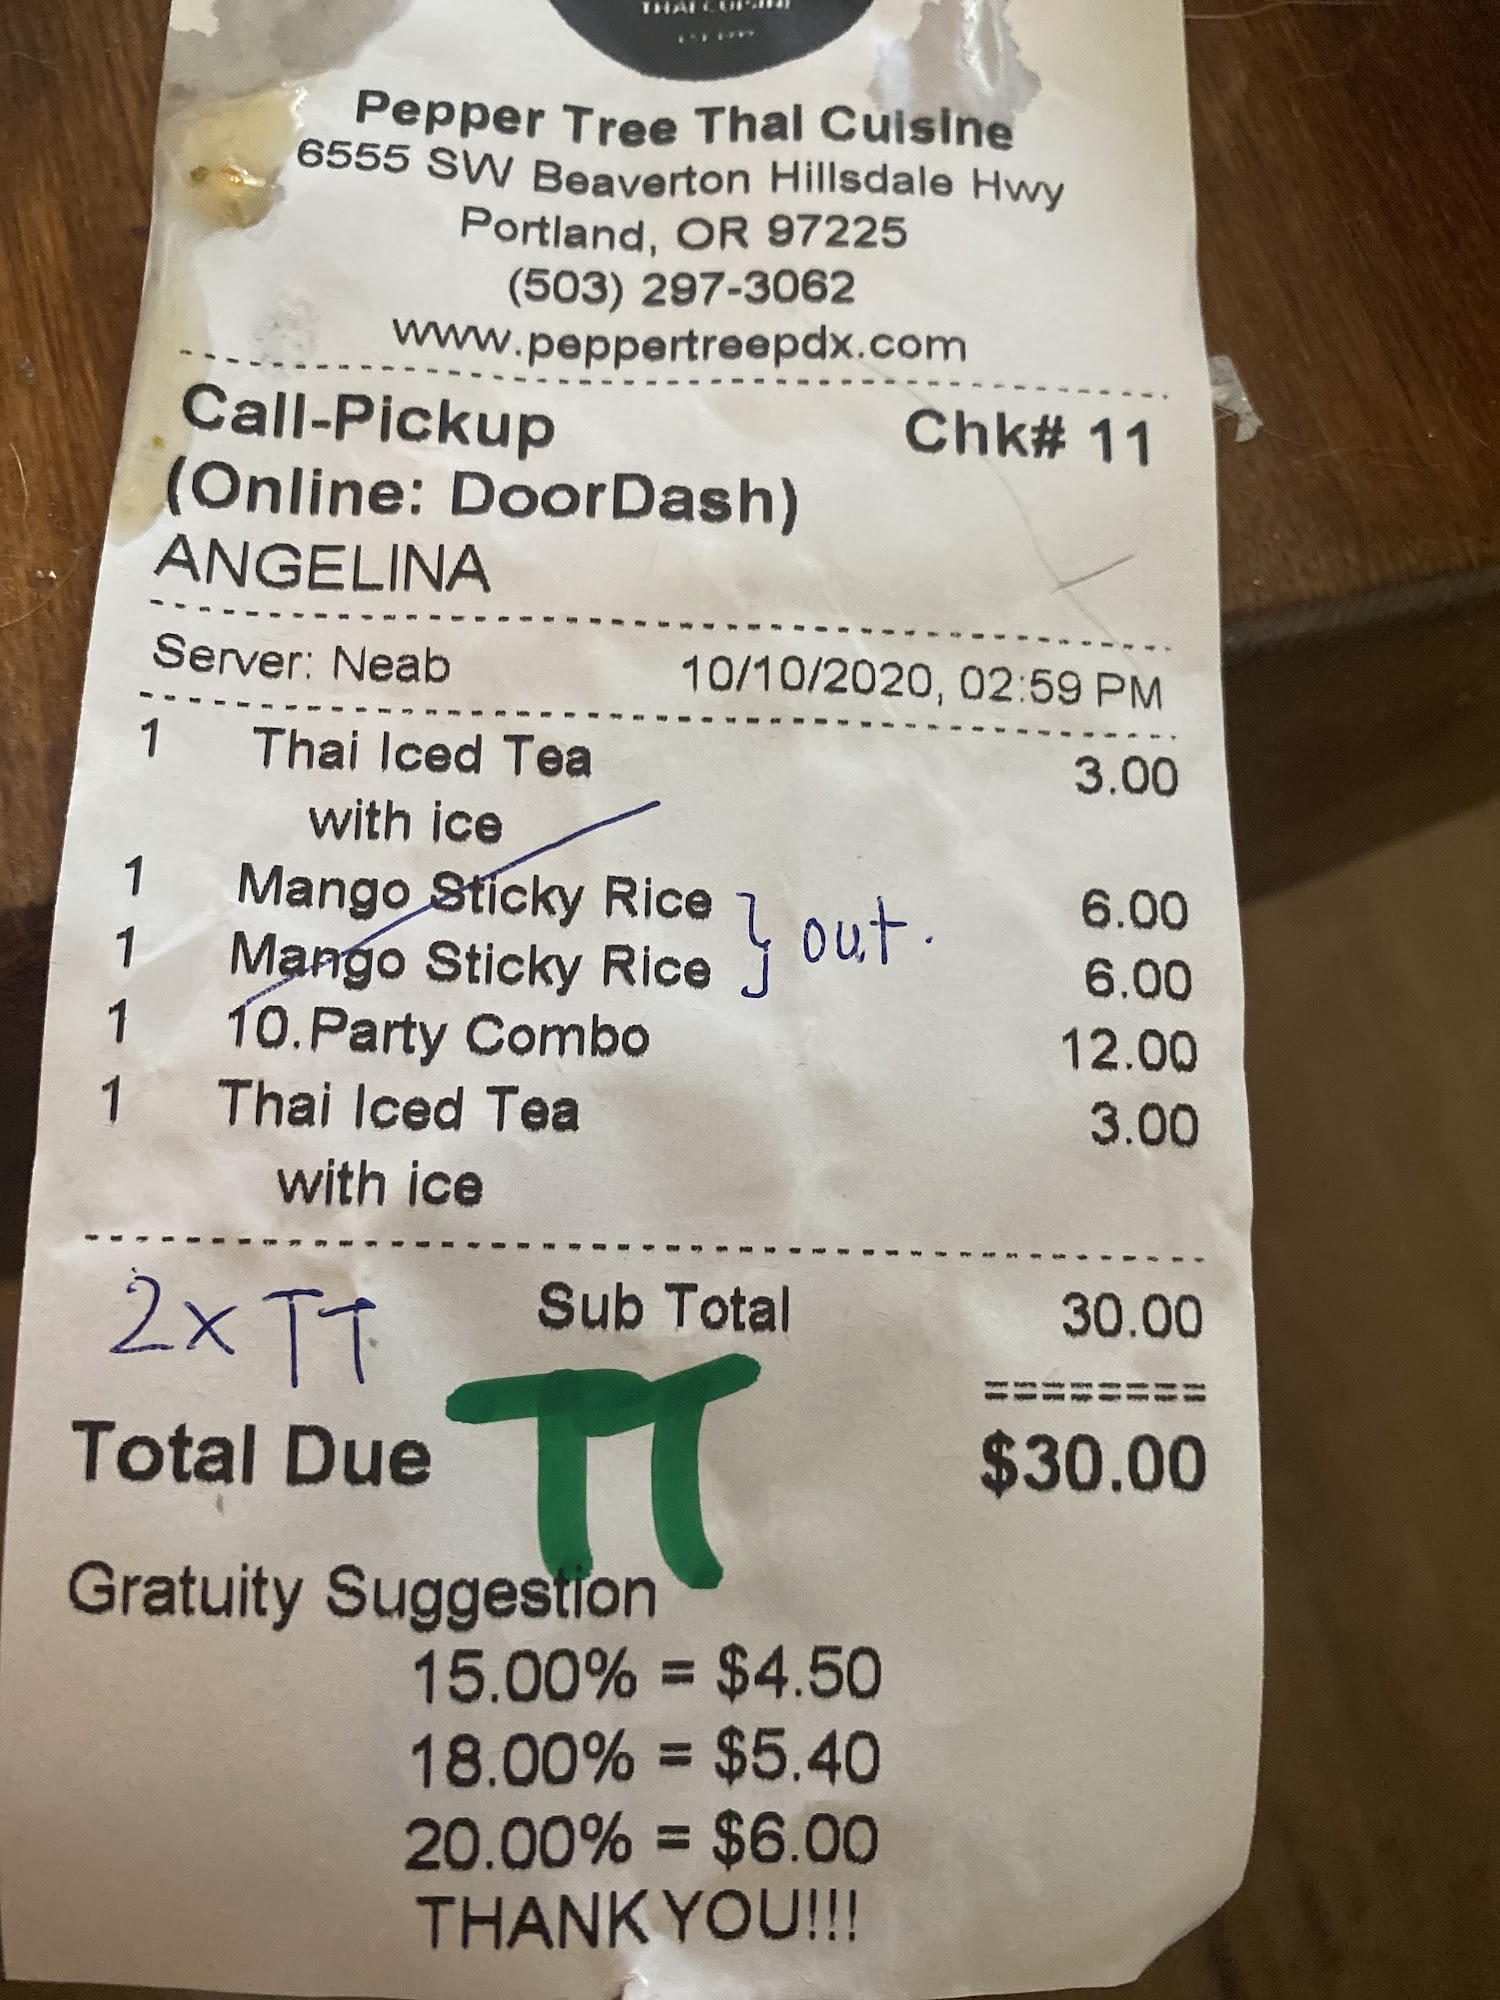 THAI CUISINE
Pepper Tree Thai Cuisine
6555 SW Beaverton Hillsdale Hwy
Portland, OR 97225
(503) 297-3062
www.peppertreepdx.com
Call-Pickup Chk# 11
(Online: DoorDash)
ANGELINA
Server: Neab 10/10/2020, 02:59 PM
1 Thai Iced Tea 3.00
with ice
1 Mango Sticky Rice 6.00
} out.
1 Mango Sticky Rice 6.00
1 10.Party Combo 12.00
1 Thai Iced Tea 3.00
with ice
2x TT Sub Total 30.00
========
Total Due TT $30.00
Gratuity Suggestion
15.00% = $4.50
18.00% = $5.40
20.00% = $6.00
THANK YOU!!!